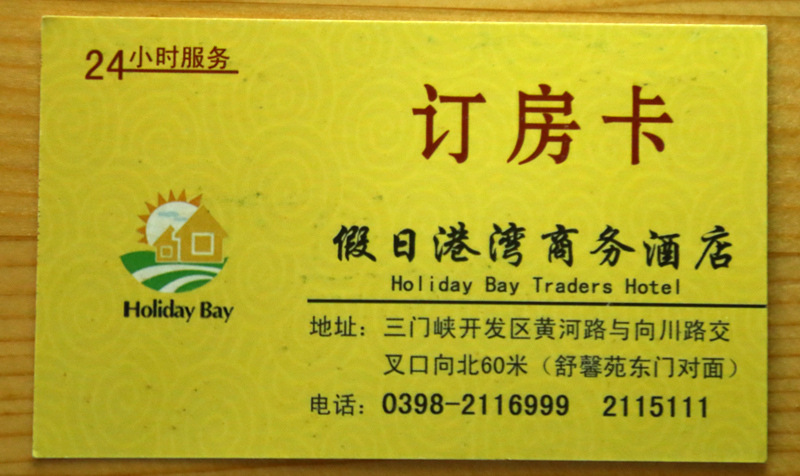 24小时服务
订房卡
假日港湾商务酒店
Holiday Bay Traders Hotel
Holiday Bay
地址：三门峡开发区黄河路与向川路交
叉口向北60米（舒馨苑东门对面）
电话：0398-2116999 2115111